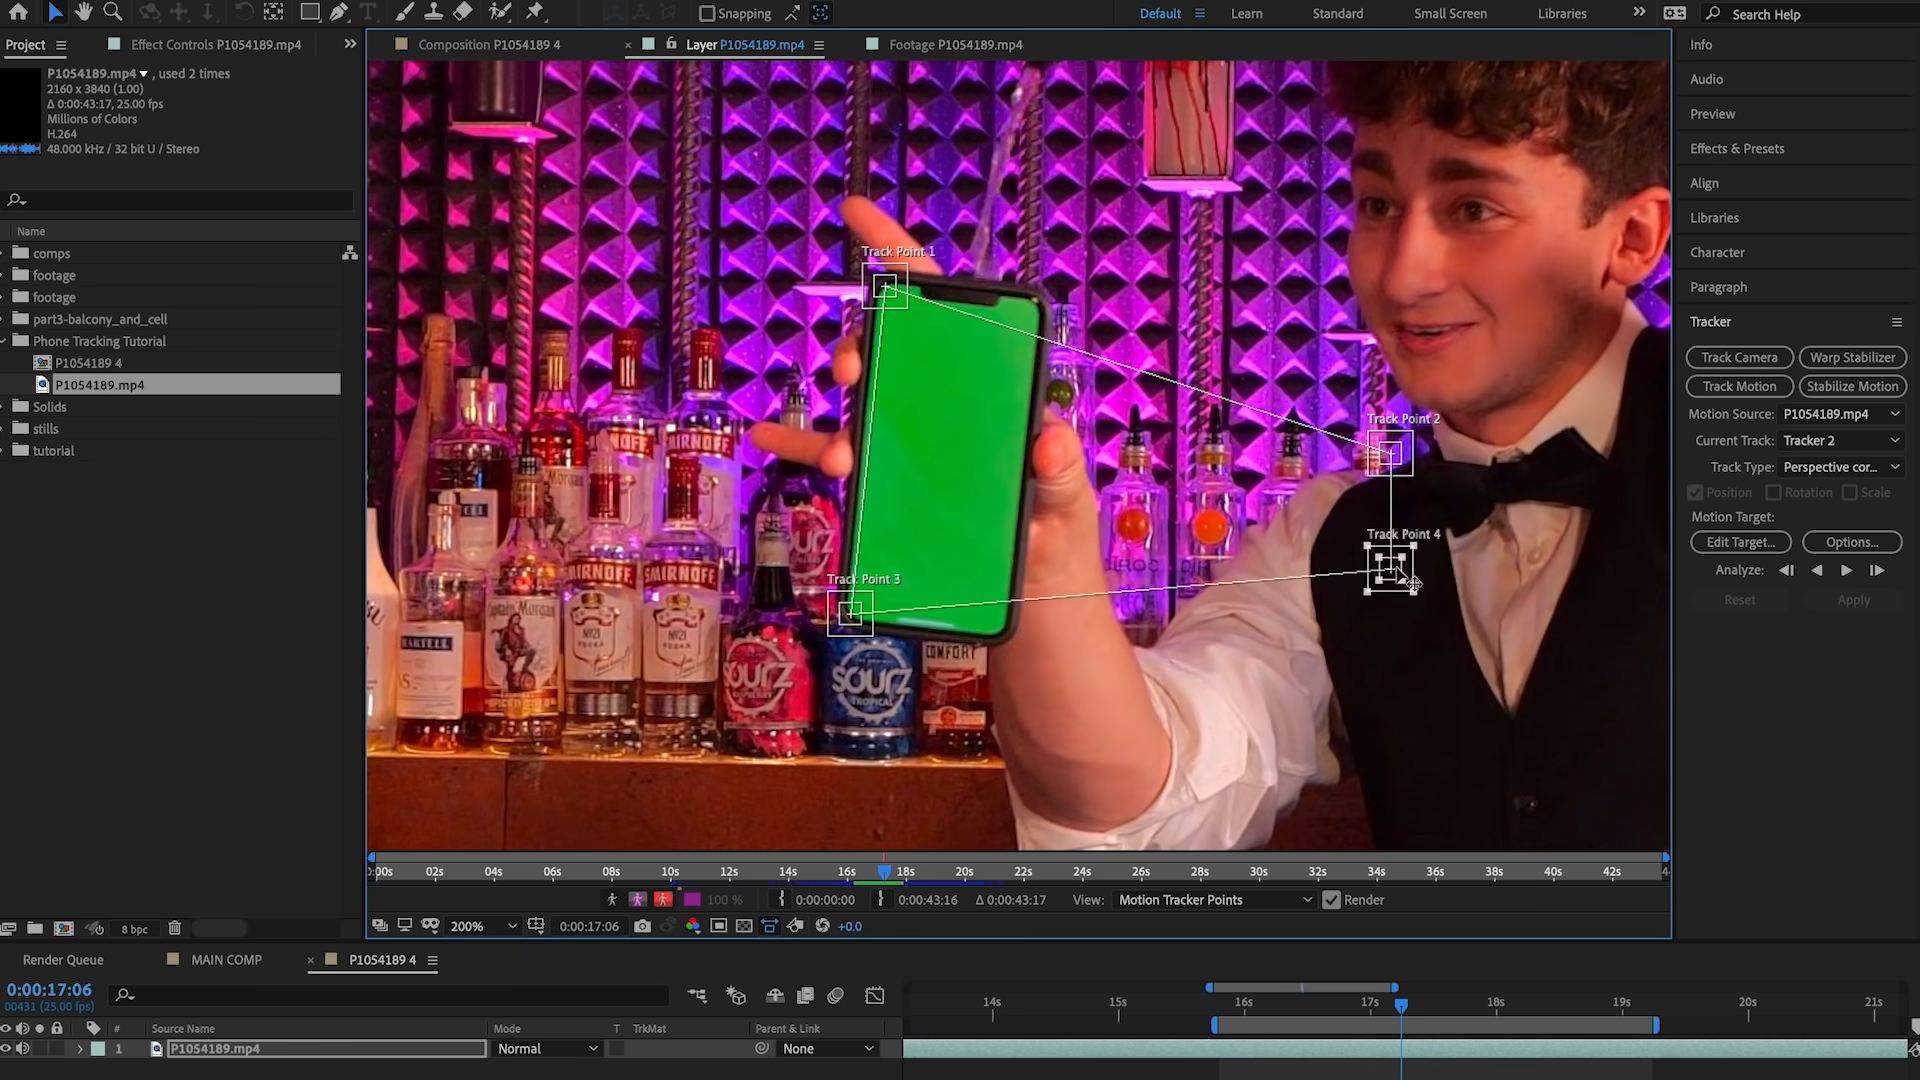 Snapping
Default
Learn
Standard
Small Screen
Libraries
Search Help
Project
Effect Controls P1054189.mp4
Composition P1054189 4
Layer P1054189.mp4
Footage P1054189.mp4
P1054189.mp4 , used 2 times
2160 x 3840 (1.00)
Δ 0:00:43:17, 25.00 fps
Millions of Colors
H.264
48.000 kHz / 32 bit U / Stereo
Name
comps
footage
footage
part3-balcony_and_cell
Phone Tracking Tutorial
P1054189 4
P1054189.mp4
Solids
stills
tutorial
8 bpc
Track Point 1
Track Point 2
Track Point 4
Track Point 3
SMIRNOFF
SMIRNOFF
Captain Morgan
MARTELL
SOURZ
RASPBERRY
SOURZ
TROPICAL
COMFORT
CIROC
Info
Audio
Preview
Effects & Presets
Align
Libraries
Character
Paragraph
Tracker
Track Camera
Warp Stabilizer
Track Motion
Stabilize Motion
Motion Source: P1054189.mp4
Current Track: Tracker 2
Track Type: Perspective cor...
Position
Rotation
Scale
Motion Target:
Edit Target...
Options...
Analyze:
Reset
Apply
:00s 02s 04s 06s 08s 10s 12s 14s 16s 18s 20s 22s 24s 26s 28s 30s 32s 34s 36s 38s 40s 42s
100 %
0:00:00:00
0:00:43:16
Δ 0:00:43:17
View: Motion Tracker Points
Render
200%
0:00:17:06
+0.0
Render Queue
MAIN COMP
P1054189 4
0:00:17:06
00431 (25.00 fps)
14s 15s 16s 17s 18s 19s 20s 21s
# Source Name
Mode
T TrkMat
Parent & Link
1 P1054189.mp4
Normal
None